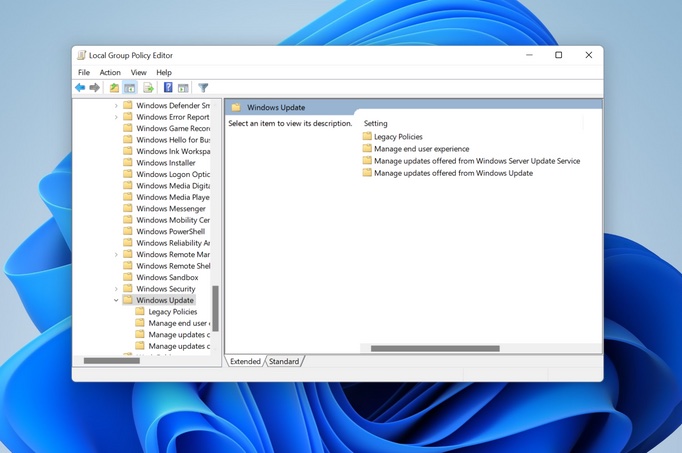 Local Group Policy Editor
File Action View Help
Windows Defender Sm
Windows Error Report
Windows Game Recor
Windows Hello for Bus
Windows Ink Workspa
Windows Installer
Windows Logon Optio
Windows Media Digita
Windows Media Playe
Windows Messenger
Windows Mobility Cer
Windows PowerShell
Windows Reliability Ar
Windows Remote Mar
Windows Remote Shel
Windows Sandbox
Windows Security
Windows Update
Legacy Policies
Manage end user e
Manage updates c
Manage updates c
Windows Update
Select an item to view its description.
Setting
Legacy Policies
Manage end user experience
Manage updates offered from Windows Server Update Service
Manage updates offered from Windows Update
Extended Standard